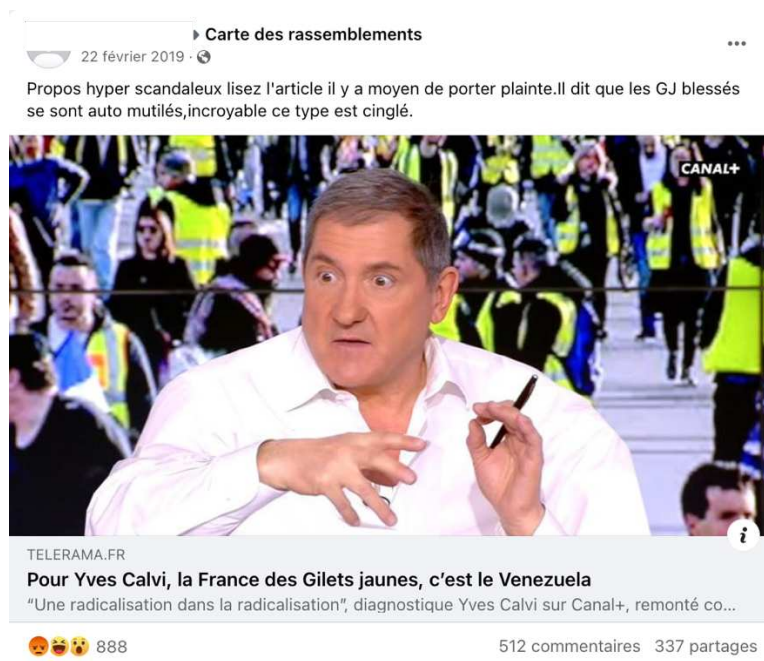 Carte des rassemblements
22 février 2019 ·
Propos hyper scandaleux lisez l'article il y a moyen de porter plainte.Il dit que les GJ blessés
se sont auto mutilés,incroyable ce type est cinglé.
CANAL+
TELERAMA.FR
Pour Yves Calvi, la France des Gilets jaunes, c’est le Venezuela
“Une radicalisation dans la radicalisation”, diagnostique Yves Calvi sur Canal+, remonté co...
888
512 commentaires 337 partages